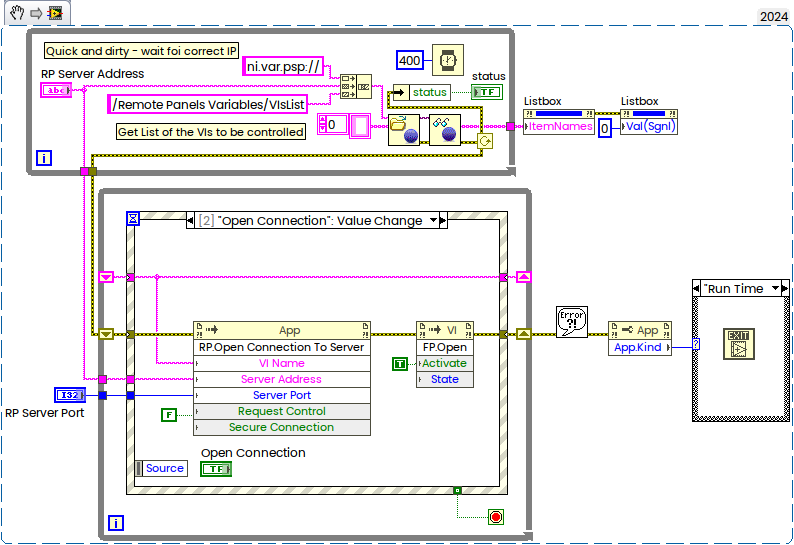 2024
Quick and dirty - wait foi correct IP
RP Server Address
abc
ni.var.psp://
400
status
status
TF
/Remote Panels Variables/VIsList
Get List of the VIs to be controlled
0
i
Listbox
ItemNames
0
Listbox
Val(Sgnl)
[2] "Open Connection": Value Change
App
RP.Open Connection To Server
VI Name
Server Address
Server Port
Request Control
Secure Connection
F
VI
FP.Open
Activate
State
T
I32
RP Server Port
Source
Open Connection
TF
i
Error
?!
App
App.Kind
"Run Time
?
EXIT